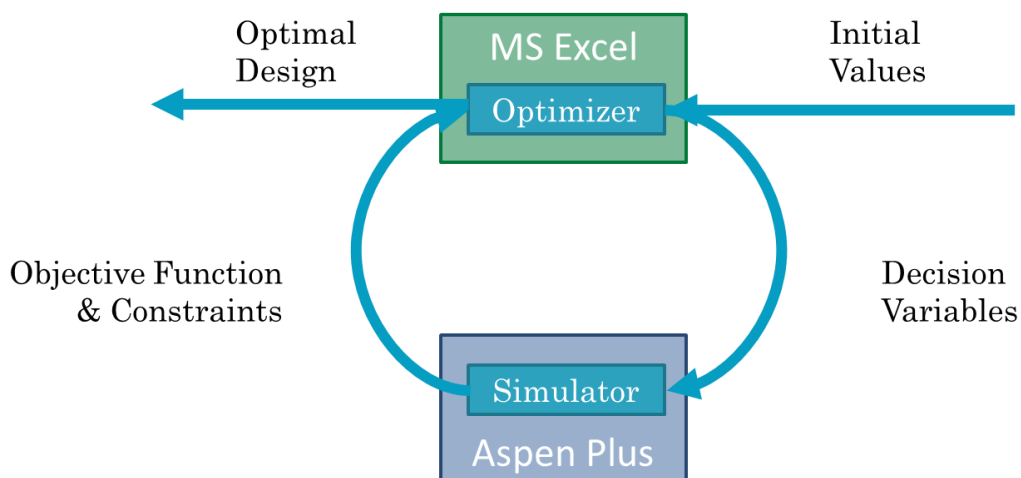 Optimal
Design
MS Excel
Initial
Values
Optimizer
Objective Function
& Constraints
Decision
Variables
Simulator
Aspen Plus